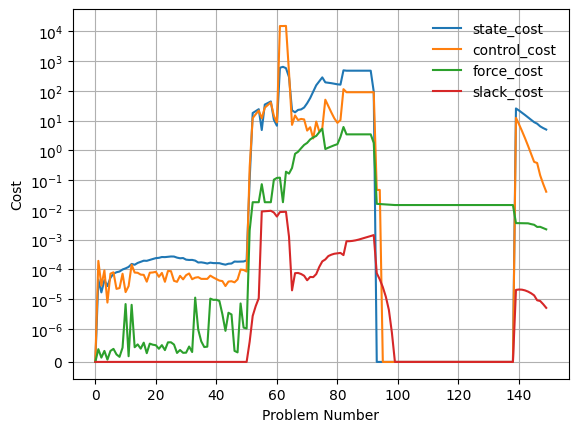 10^4
10^3
10^2
10^1
10^0
10^-1
10^-2
10^-3
10^-4
10^-5
10^-6
0
Cost
state_cost
control_cost
force_cost
slack_cost
0 20 40 60 80 100 120 140
Problem Number